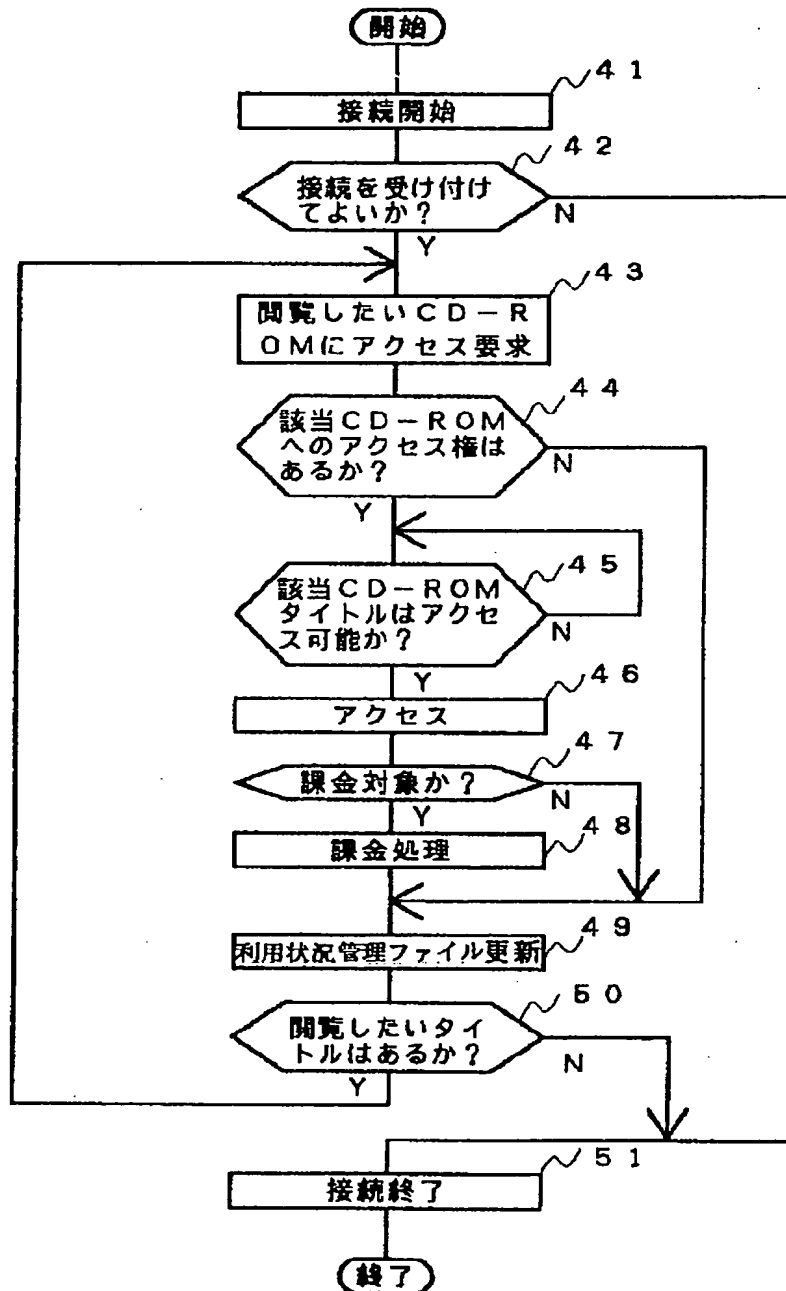 開始
41
接続開始
42
接続を受け付け
てよいか？
N
Y
43
閲覧したいＣＤ－Ｒ
ＯＭにアクセス要求
44
該当ＣＤ－ＲＯＭ
へのアクセス権は
あるか？
N
Y
45
該当ＣＤ－ＲＯＭ
タイトルはアクセ
ス可能か？
N
Y
46
アクセス
47
課金対象か？
N
Y
48
課金処理
49
利用状況管理ファイル更新
50
閲覧したいタイ
トルはあるか？
N
Y
51
接続終了
終了